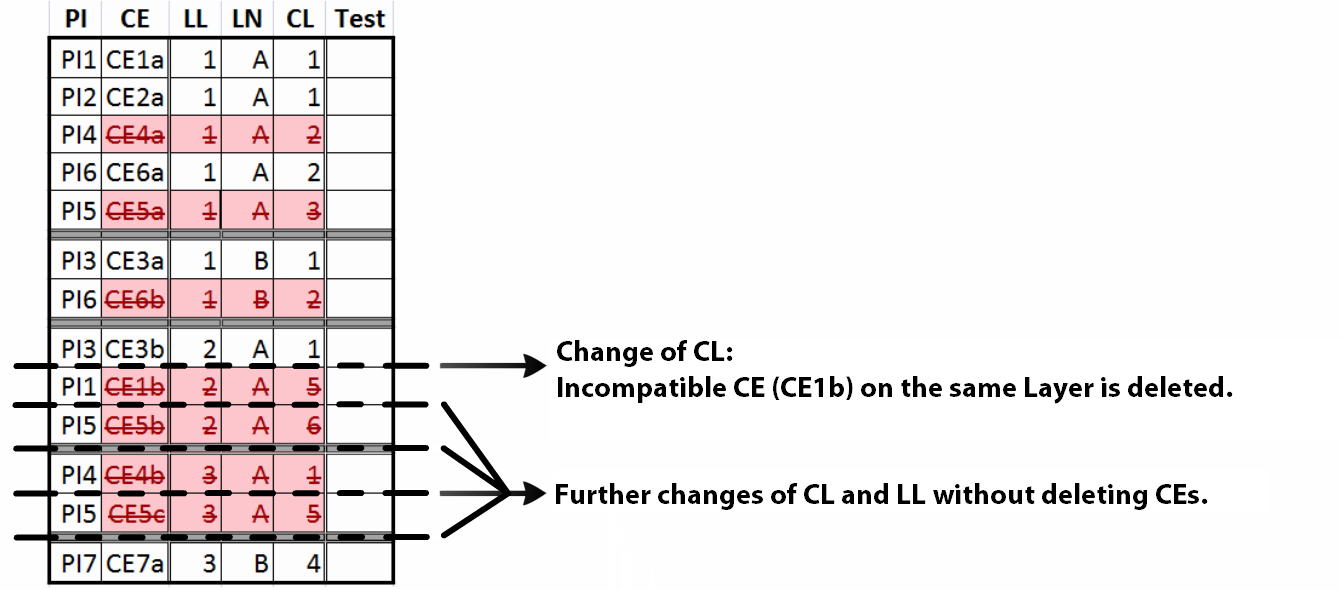 PI CE LL LN CL Test
PI1 CE1a 1 A 1
PI2 CE2a 1 A 1
PI4 CE4a 1 A 2
PI6 CE6a 1 A 2
PI5 CE5a 1 A 3
PI3 CE3a 1 B 1
PI6 CE6b 1 B 2
PI3 CE3b 2 A 1
PI1 CE1b 2 A 5
PI5 CE5b 2 A 6
PI4 CE4b 3 A 1
PI5 CE5c 3 A 5
PI7 CE7a 3 B 4
Change of CL:
Incompatible CE (CE1b) on the same Layer is deleted.
Further changes of CL and LL without deleting CEs.